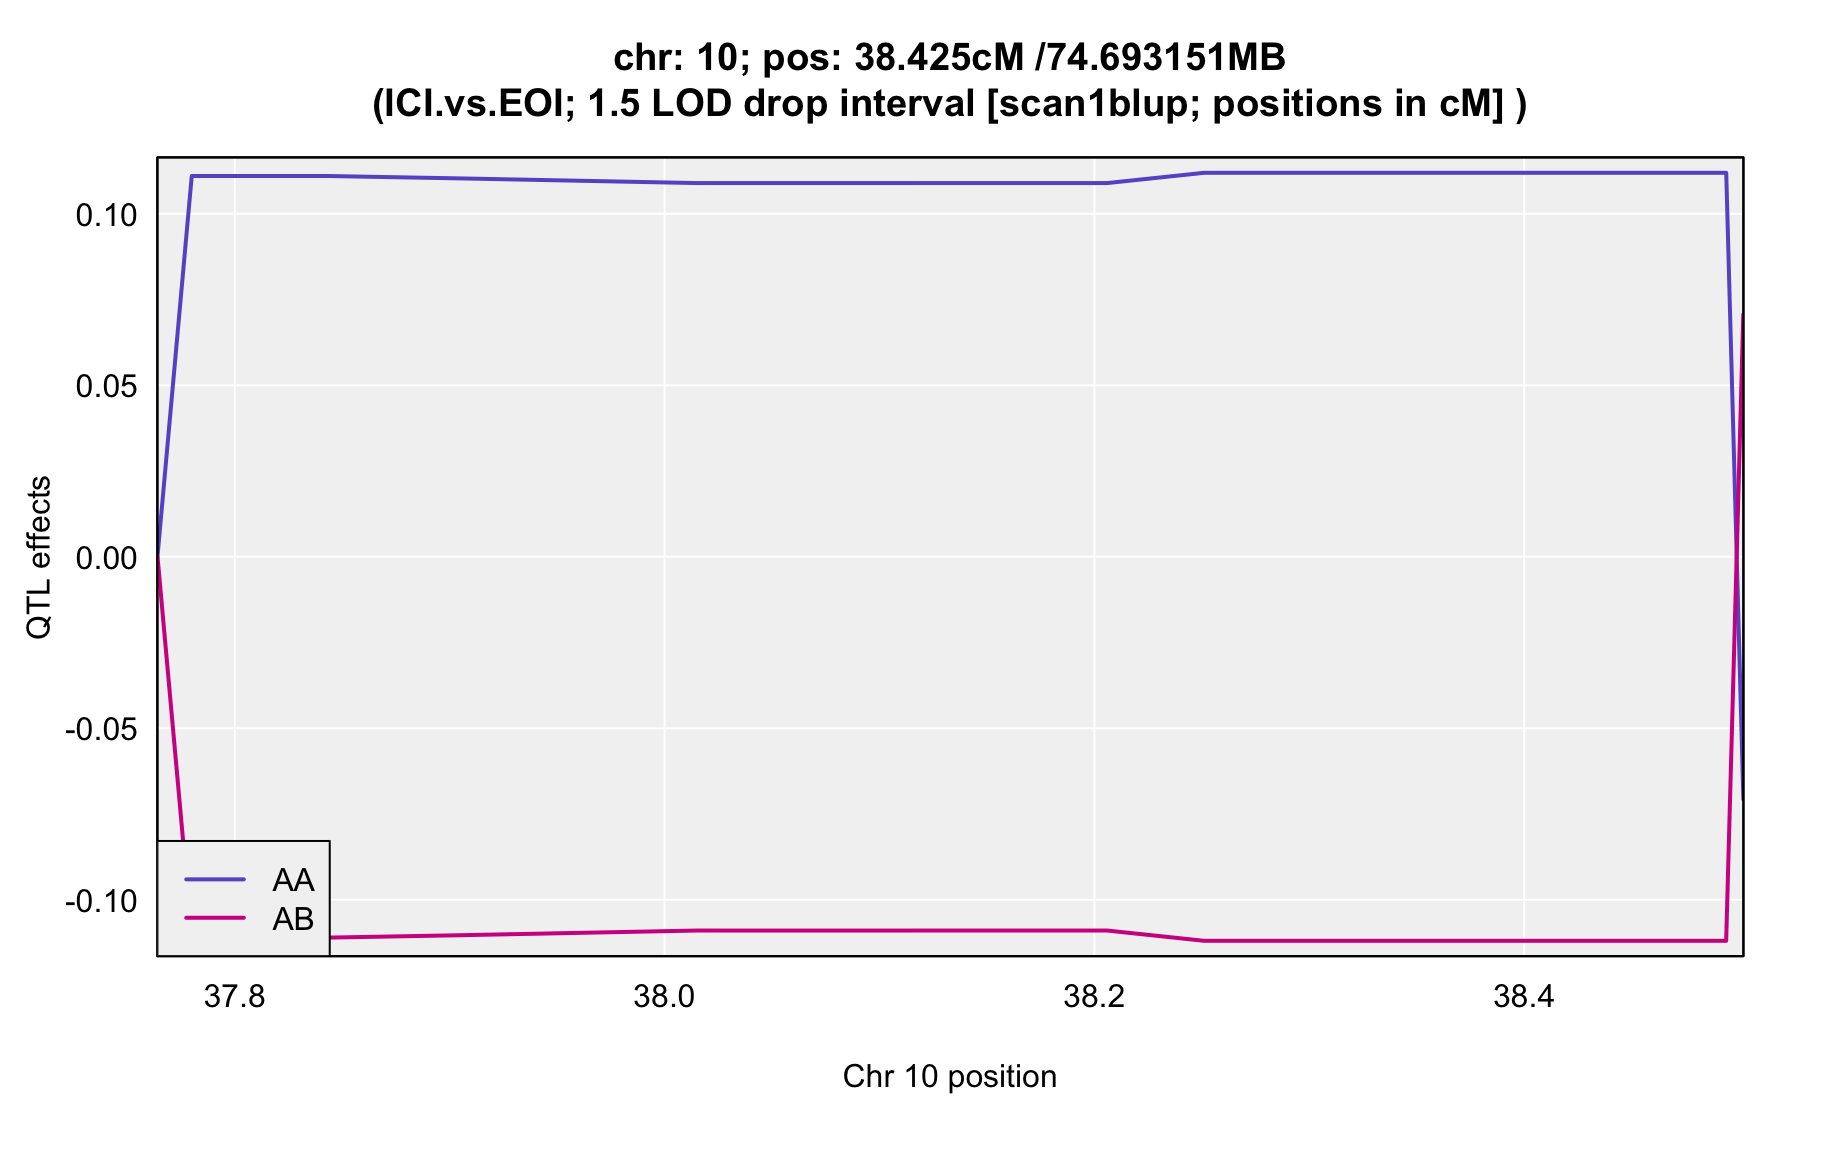 chr: 10; pos: 38.425cM /74.693151MB
(ICI.vs.EOI; 1.5 LOD drop interval [scan1blup; positions in cM] )
QTL effects
0.10
0.05
0.00
-0.05
-0.10
AA
AB
37.8 38.0 38.2 38.4
Chr 10 position